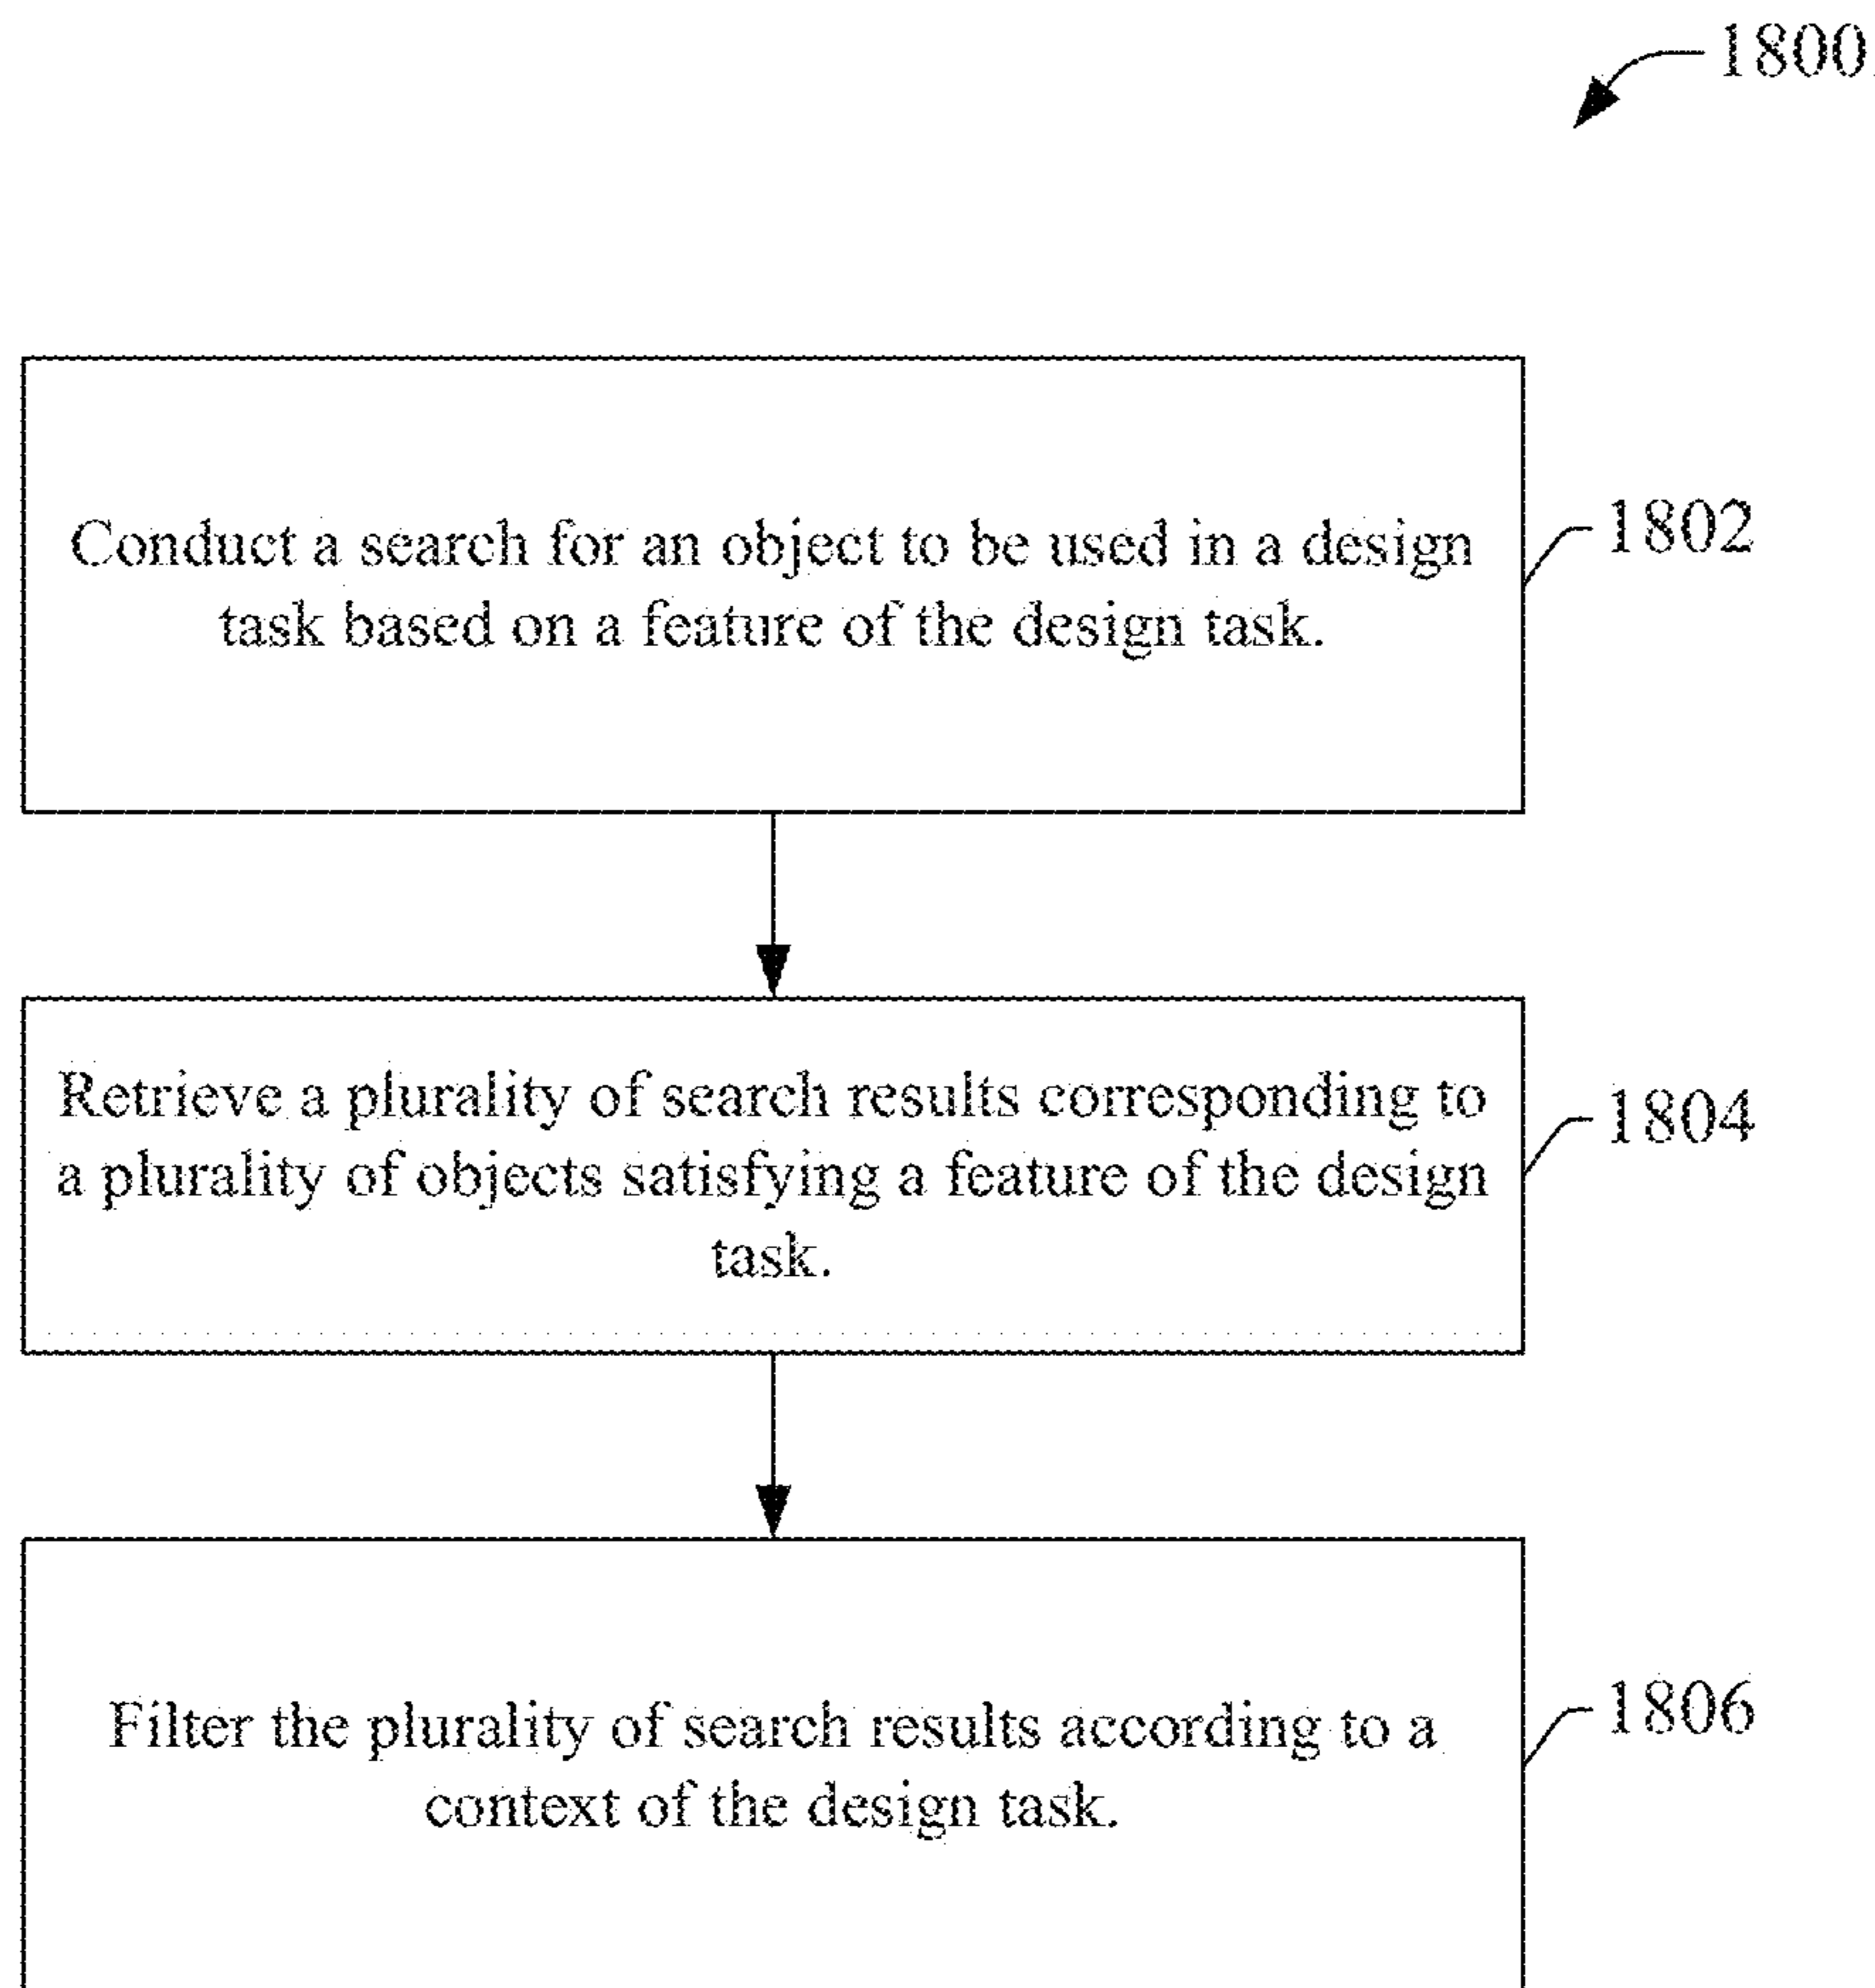 1800
Conduct a search for an object to be used in a design
task based on a feature of the design task.
1802
Retrieve a plurality of search results corresponding to
a plurality of objects satisfying a feature of the design
task.
1804
Filter the plurality of search results according to a
context of the design task.
1806